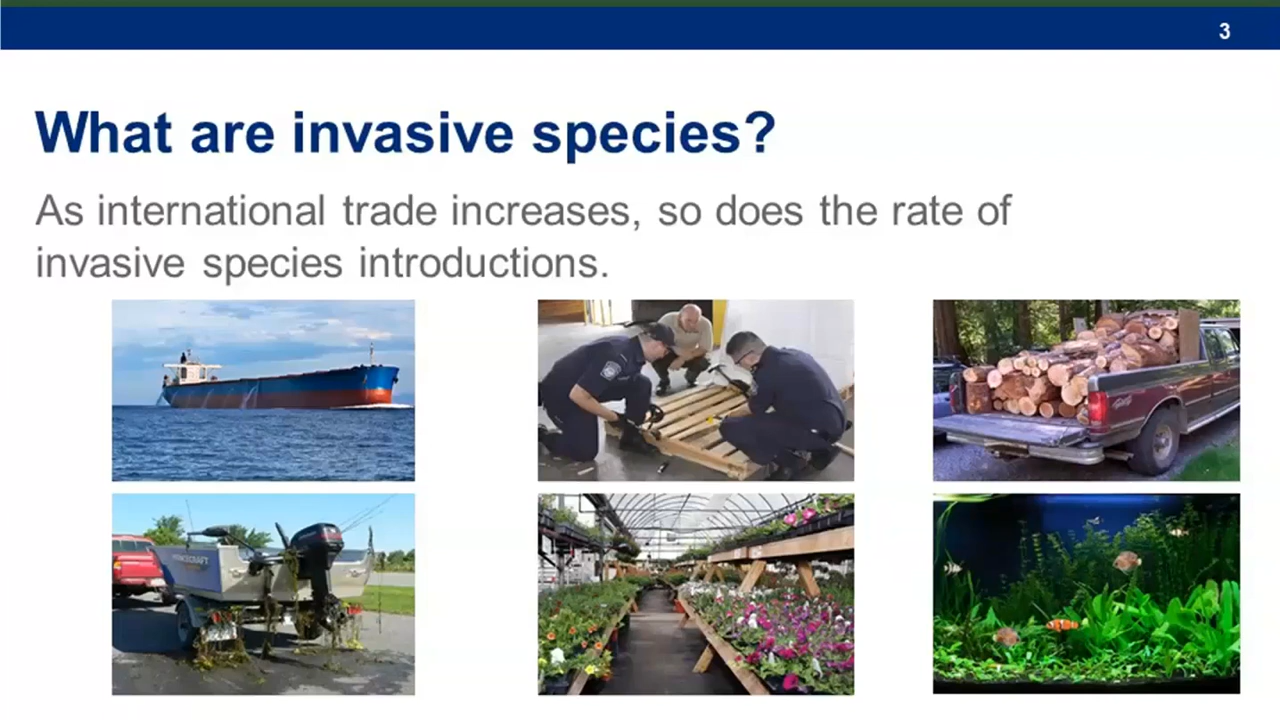 3
What are invasive species?
As international trade increases, so does the rate of
invasive species introductions.